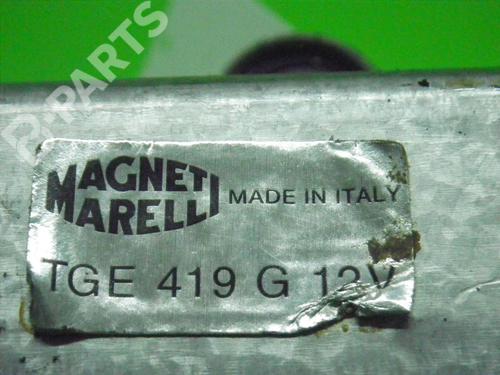 B-PARTS
MAGNETI
MARELLI
MADE IN ITALY
TGE 419 G 12V